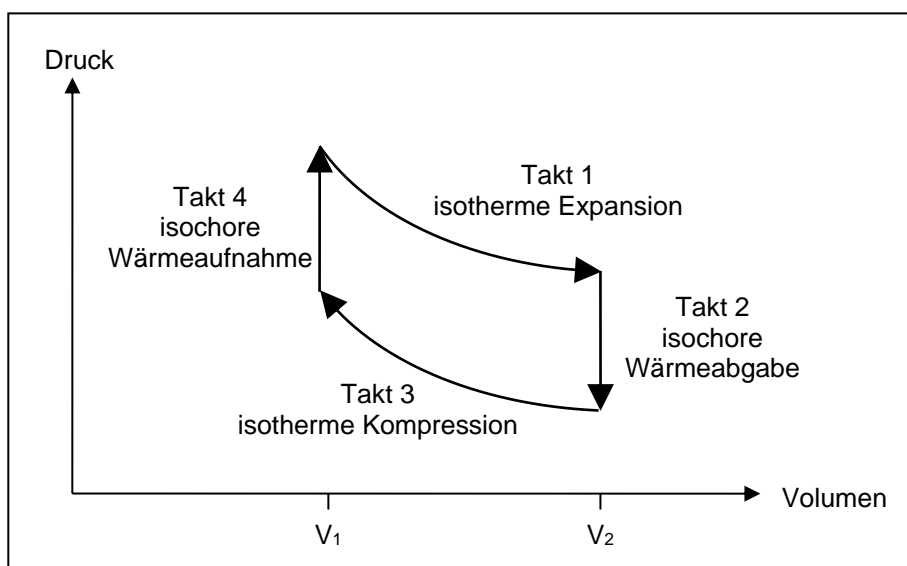 Druck
Takt 4
isochore
Wärmeaufnahme
Takt 1
isotherme Expansion
Takt 2
isochore
Wärmeabgabe
Takt 3
isotherme Kompression
Volumen
V₁
V₂